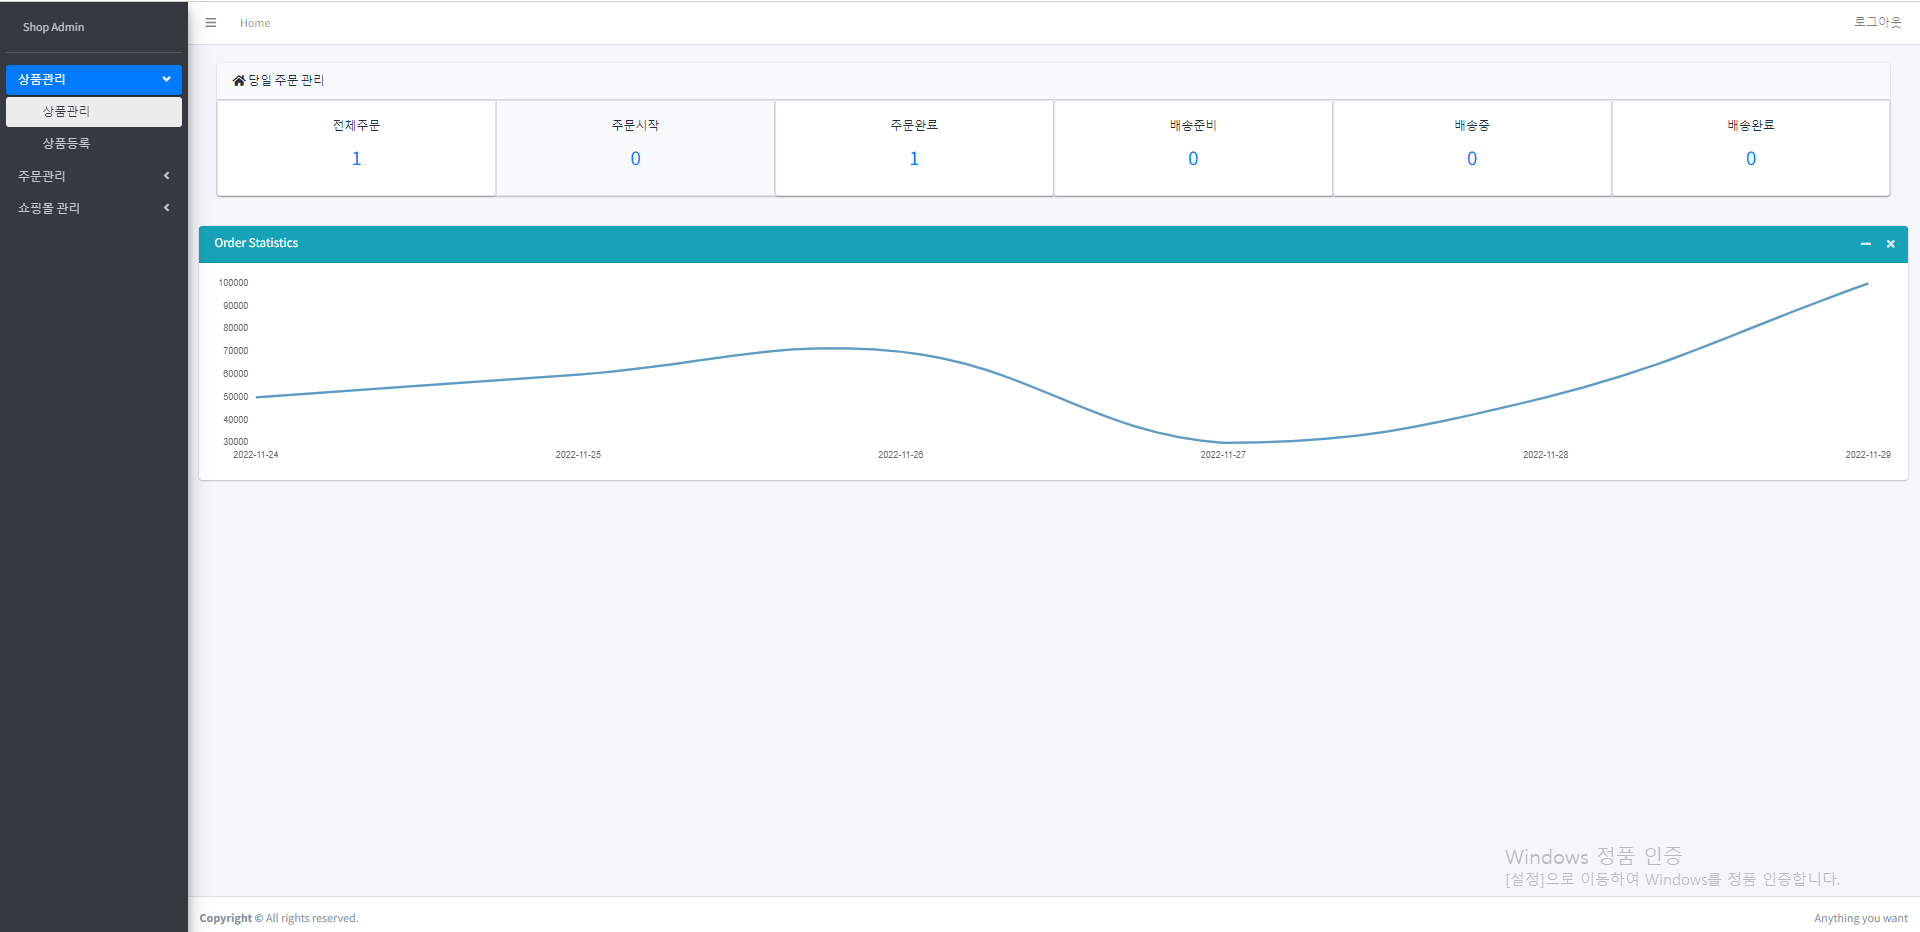 Shop Admin
Home
로그아웃
상품관리
상품관리
상품등록
주문관리
쇼핑몰 관리
당일 주문 관리
전체주문
1
주문시작
0
주문완료
1
배송준비
0
배송중
0
배송완료
0
Order Statistics
100000
90000
80000
70000
60000
50000
40000
30000
2022-11-24
2022-11-25
2022-11-26
2022-11-27
2022-11-28
2022-11-29
Windows 정품 인증
[설정]으로 이동하여 Windows를 정품 인증합니다.
Copyright © All rights reserved.
Anything you want